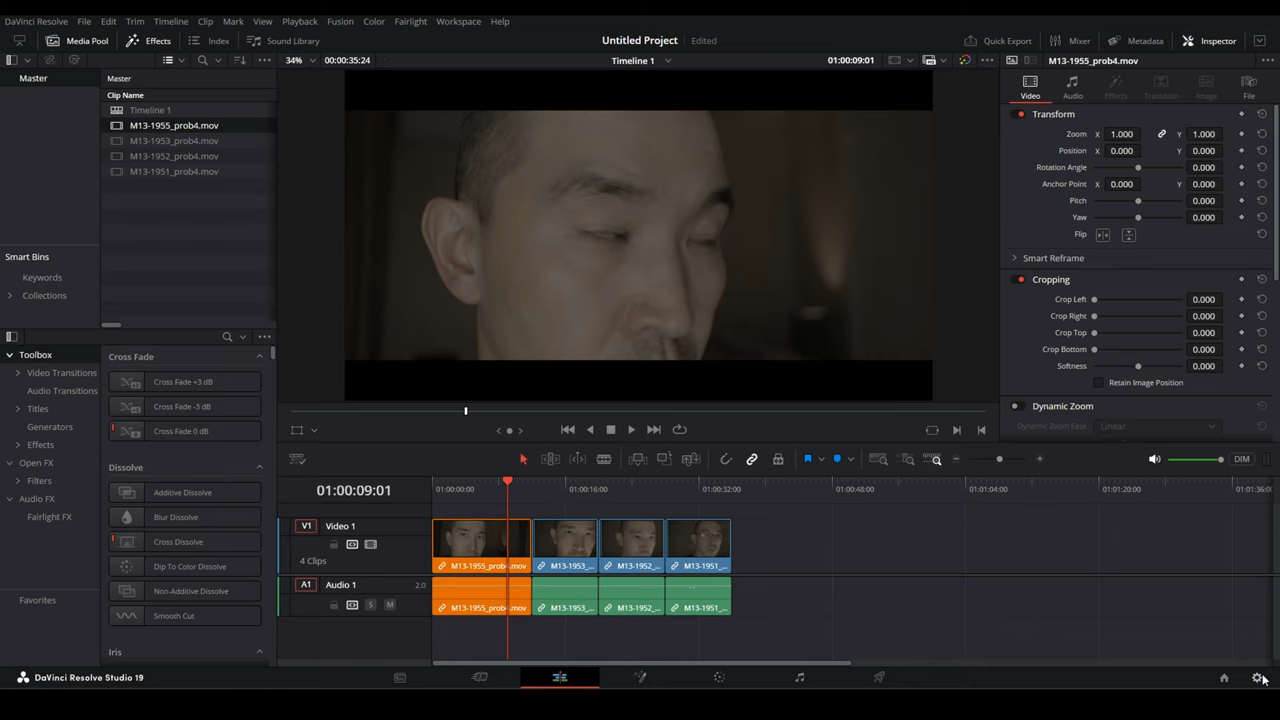 DaVinci Resolve File Edit Trim Timeline Clip Mark View Playback Fusion Color Fairlight Workspace Help
Media Pool Effects Index Sound Library Untitled Project Edited Quick Export Mixer Metadata Inspector
34% 00:00:35:24 Timeline 1 01:00:09:01 M13-1955_prob4.mov
Master Master
Clip Name
Timeline 1
M13-1955_prob4.mov
M13-1953_prob4.mov
M13-1952_prob4.mov
M13-1951_prob4.mov
Smart Bins
Keywords
Collections
Video Audio Effects Transition Image File
Transform
Zoom X 1.000 Y 1.000
Position X 0.000 Y 0.000
Rotation Angle 0.000
Anchor Point X 0.000 Y 0.000
Pitch 0.000
Yaw 0.000
Flip
Smart Reframe
Cropping
Crop Left 0.000
Crop Right 0.000
Crop Top 0.000
Crop Bottom 0.000
Softness 0.000
Retain Image Position
Dynamic Zoom
Dynamic Zoom Ease Linear
Toolbox
Video Transitions
Audio Transitions
Titles
Generators
Effects
Open FX
Filters
Audio FX
Fairlight FX
Favorites
Cross Fade
Cross Fade +3 dB
Cross Fade -3 dB
Cross Fade 0 dB
Dissolve
Additive Dissolve
Blur Dissolve
Cross Dissolve
Dip To Color Dissolve
Non-Additive Dissolve
Smooth Cut
Iris
DIM
01:00:09:01 01:00:00:00 01:00:16:00 01:00:32:00 01:00:48:00 01:01:04:00 01:01:20:00 01:01:36:00
V1 Video 1
4 Clips
M13-1955_prob4.mov M13-1953_... M13-1952_... M13-1951_...
A1 Audio 1 2.0
S M
M13-1955_prob4.mov M13-1953_... M13-1952_... M13-1951_...
DaVinci Resolve Studio 19